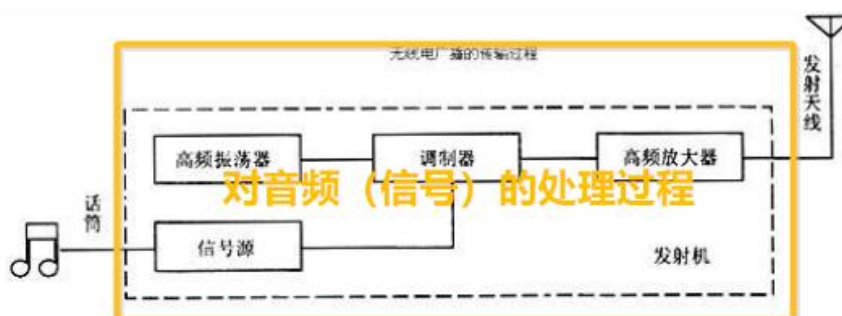 无线电广播的传输过程
发射天线
高频振荡器
调制器
高频放大器
对音频（信号）的处理过程
话筒
信号源
发射机